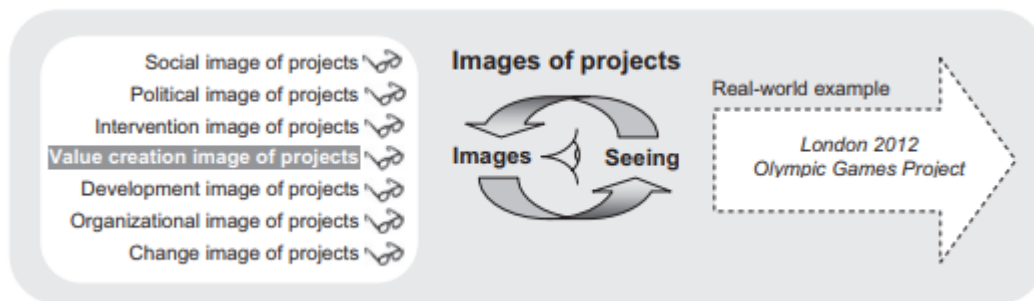 Social image of projects
Political image of projects
Intervention image of projects
Value creation image of projects
Development image of projects
Organizational image of projects
Change image of projects
Images of projects
Images
Seeing
Real-world example
London 2012
Olympic Games Project